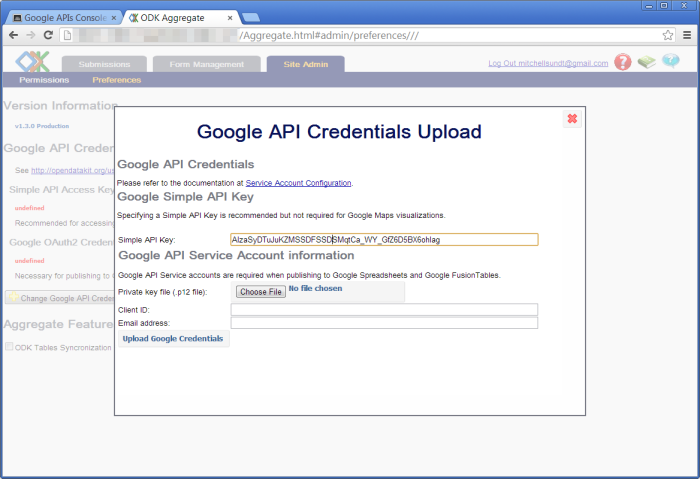 Google APIs Console
ODK Aggregate
/Aggregate.html#admin/preferences///
Submissions
Form Management
Site Admin
Log Out mitchellsundt@gmail.com
Permissions
Preferences
Version Information
v1.3.0 Production
Google API Creden
See http://opendatakit.org/us
Simple API Access Key
undefined
Recommended for accessing
Google OAuth2 Creden
undefined
Necessary for publishing to
Change Google API Creden
Aggregate Feature
ODK Tables Syncronization
Google API Credentials Upload
Google API Credentials
Please refer to the documentation at Service Account Configuration.
Google Simple API Key
Specifying a Simple API Key is recommended but not required for Google Maps visualizations.
Simple API Key:
AIzaSyDTuJuKZMSSDFSSDSMqtCa_WY_GfZ6D5BX6ohIag
Google API Service Account information
Google API Service accounts are required when publishing to Google Spreadsheets and Google FusionTables.
Private key file (.p12 file):
Choose File
No file chosen
Client ID:
Email address:
Upload Google Credentials